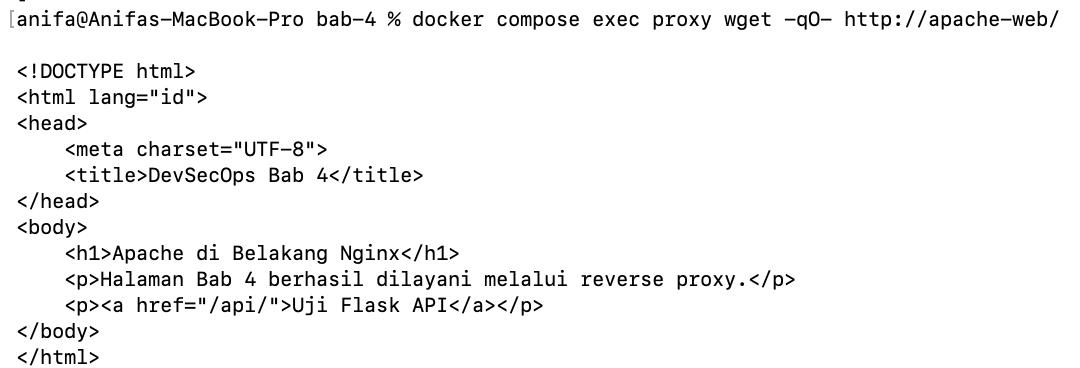 [anifa@Anifas-MacBook-Pro bab-4 % docker compose exec proxy wget -qO- http://apache-web/
<!DOCTYPE html>
<html lang="id">
<head>
    <meta charset="UTF-8">
    <title>DevSecOps Bab 4</title>
</head>
<body>
    <h1>Apache di Belakang Nginx</h1>
    <p>Halaman Bab 4 berhasil dilayani melalui reverse proxy.</p>
    <p><a href="/api/">Uji Flask API</a></p>
</body>
</html>